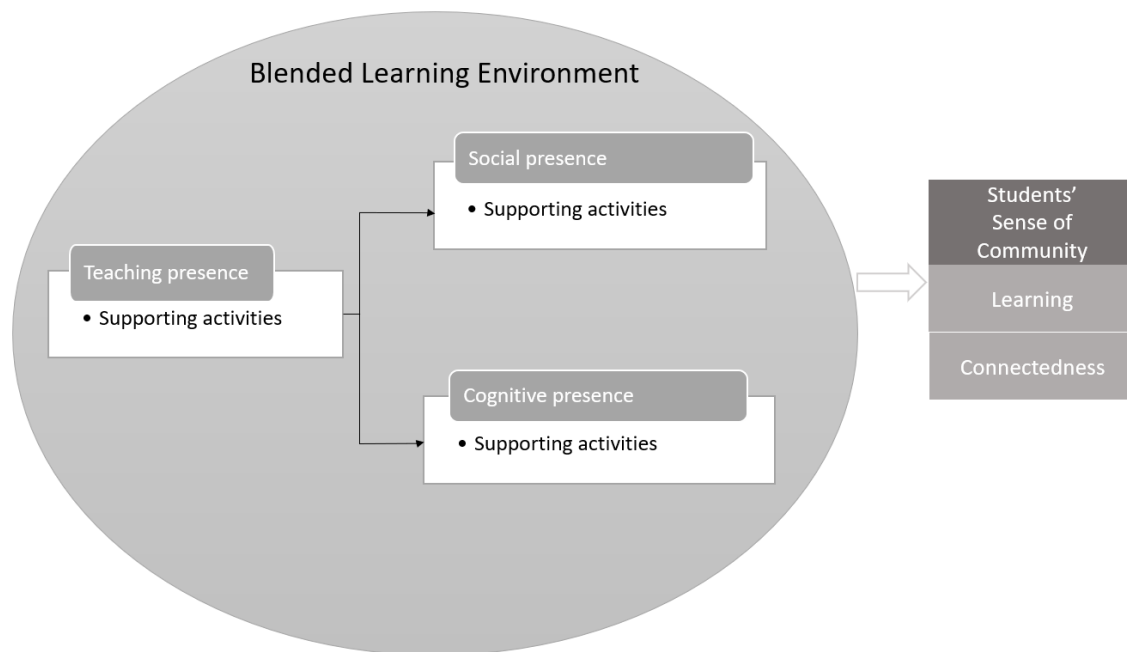 Blended Learning Environment
Social presence
• Supporting activities
Teaching presence
• Supporting activities
Cognitive presence
• Supporting activities
Students’
Sense of
Community
Learning
Connectedness